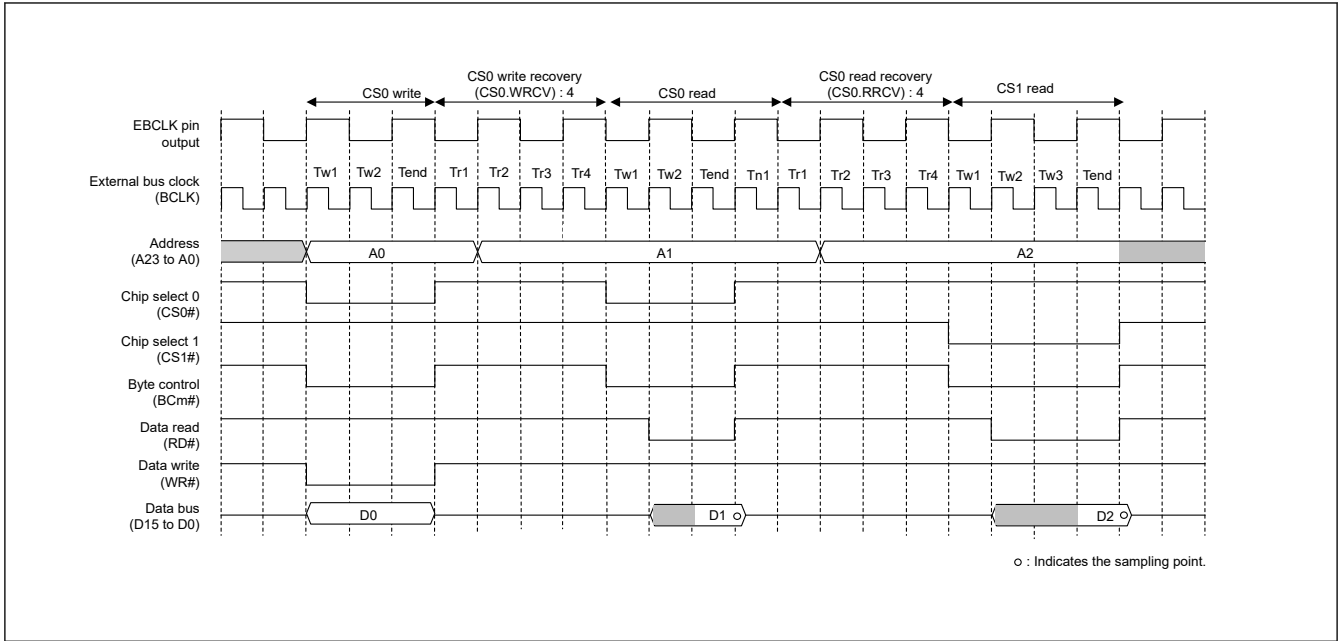 CS0 write
CS0 write recovery
(CS0.WRCV) : 4
CS0 read
CS0 read recovery
(CS0.RRCV) : 4
CS1 read
EBCLK pin
output
External bus clock
(BCLK)
Tw1 Tw2 Tend Tr1 Tr2 Tr3 Tr4 Tw1 Tw2 Tend Tn1 Tr1 Tr2 Tr3 Tr4 Tw1 Tw2 Tw3 Tend
Address
(A23 to A0)
A0 A1 A2
Chip select 0
(CS0#)
Chip select 1
(CS1#)
Byte control
(BCm#)
Data read
(RD#)
Data write
(WR#)
Data bus
(D15 to D0)
D0 D1 D2
: Indicates the sampling point.